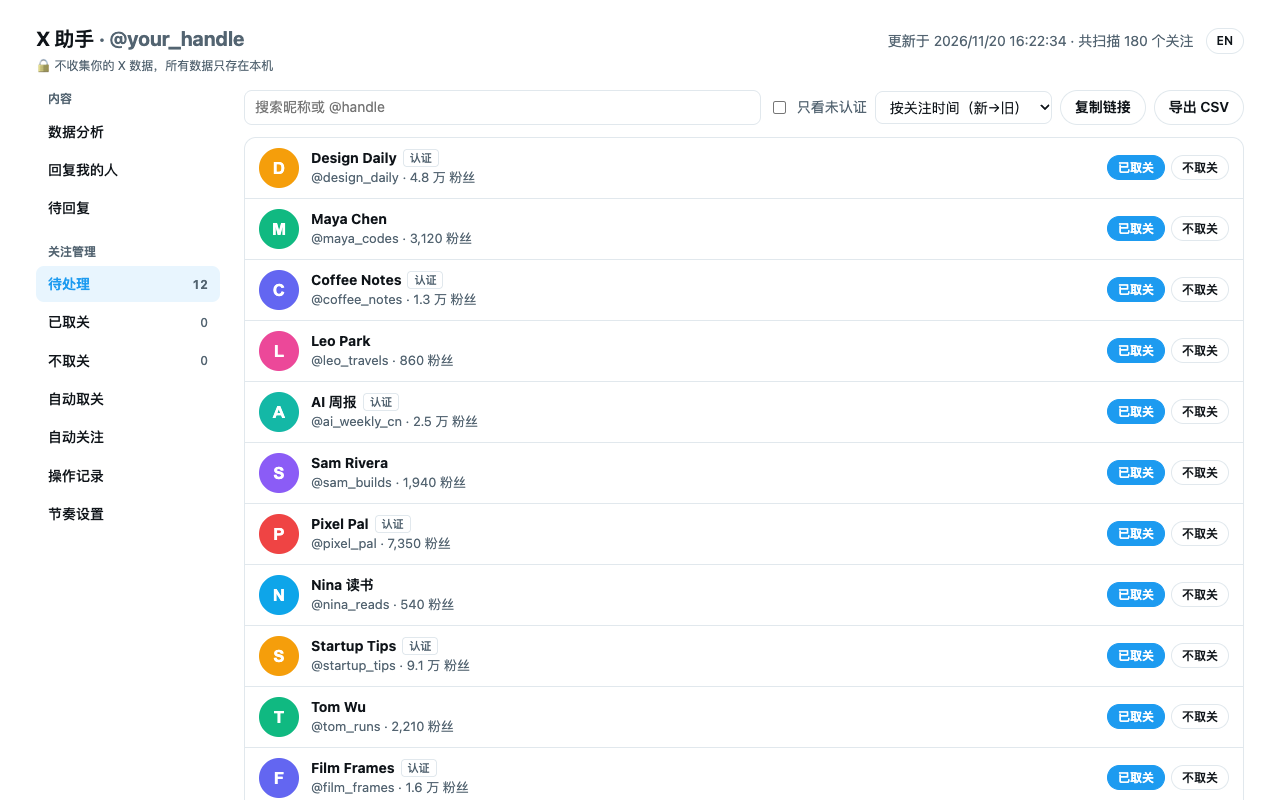 X 助手 · @your_handle
🔒 不收集你的 X 数据，所有数据只存在本机
更新于 2026/11/20 16:22:34 · 共扫描 180 个关注
EN
内容
数据分析
回复我的人
待回复
关注管理
待处理 12
已取关 0
不取关 0
自动取关
自动关注
操作记录
节奏设置
搜索昵称或 @handle
只看未认证
按关注时间（新→旧）
复制链接
导出 CSV
D
Design Daily 认证
@design_daily · 4.8 万 粉丝
已取关 不取关
M
Maya Chen
@maya_codes · 3,120 粉丝
已取关 不取关
C
Coffee Notes 认证
@coffee_notes · 1.3 万 粉丝
已取关 不取关
L
Leo Park
@leo_travels · 860 粉丝
已取关 不取关
A
AI 周报 认证
@ai_weekly_cn · 2.5 万 粉丝
已取关 不取关
S
Sam Rivera
@sam_builds · 1,940 粉丝
已取关 不取关
P
Pixel Pal 认证
@pixel_pal · 7,350 粉丝
已取关 不取关
N
Nina 读书
@nina_reads · 540 粉丝
已取关 不取关
S
Startup Tips 认证
@startup_tips · 9.1 万 粉丝
已取关 不取关
T
Tom Wu
@tom_runs · 2,210 粉丝
已取关 不取关
F
Film Frames 认证
@film_frames · 1.6 万 粉丝
已取关 不取关